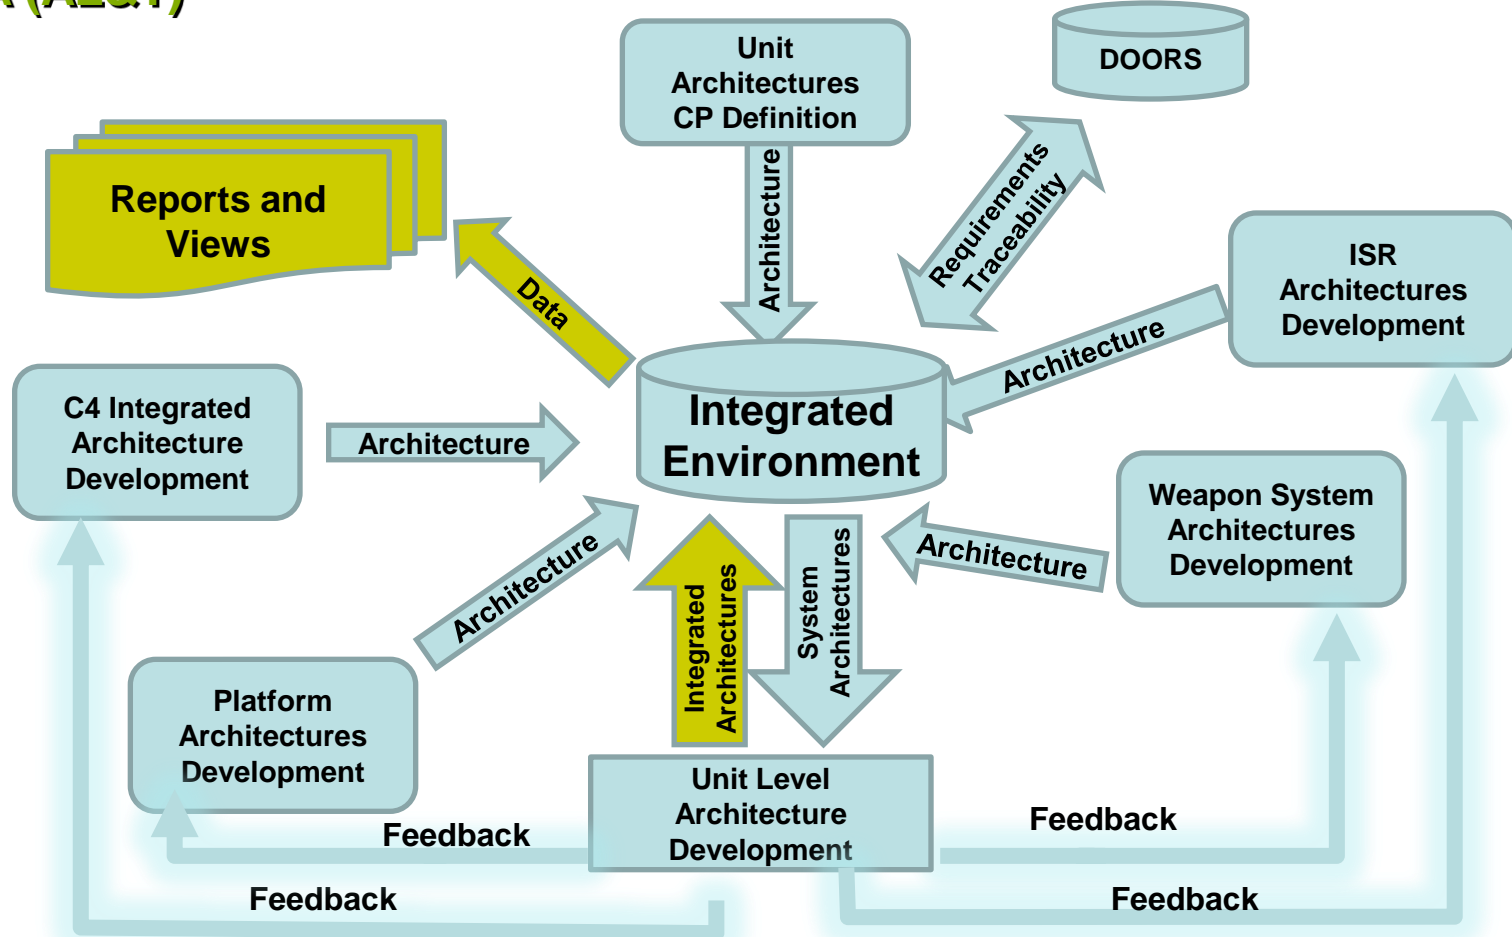 Unit
Architectures
CP Definition
DOORS
Reports and
Views
Data
Architecture
Requirements
Traceability
ISR
Architectures
Development
Architecture
C4 Integrated
Architecture
Development
Architecture
Integrated
Environment
Weapon System
Architectures
Development
Architecture
Architecture
Integrated
Architectures
System
Architectures
Platform
Architectures
Development
Unit Level
Architecture
Development
Feedback
Feedback
Feedback
Feedback